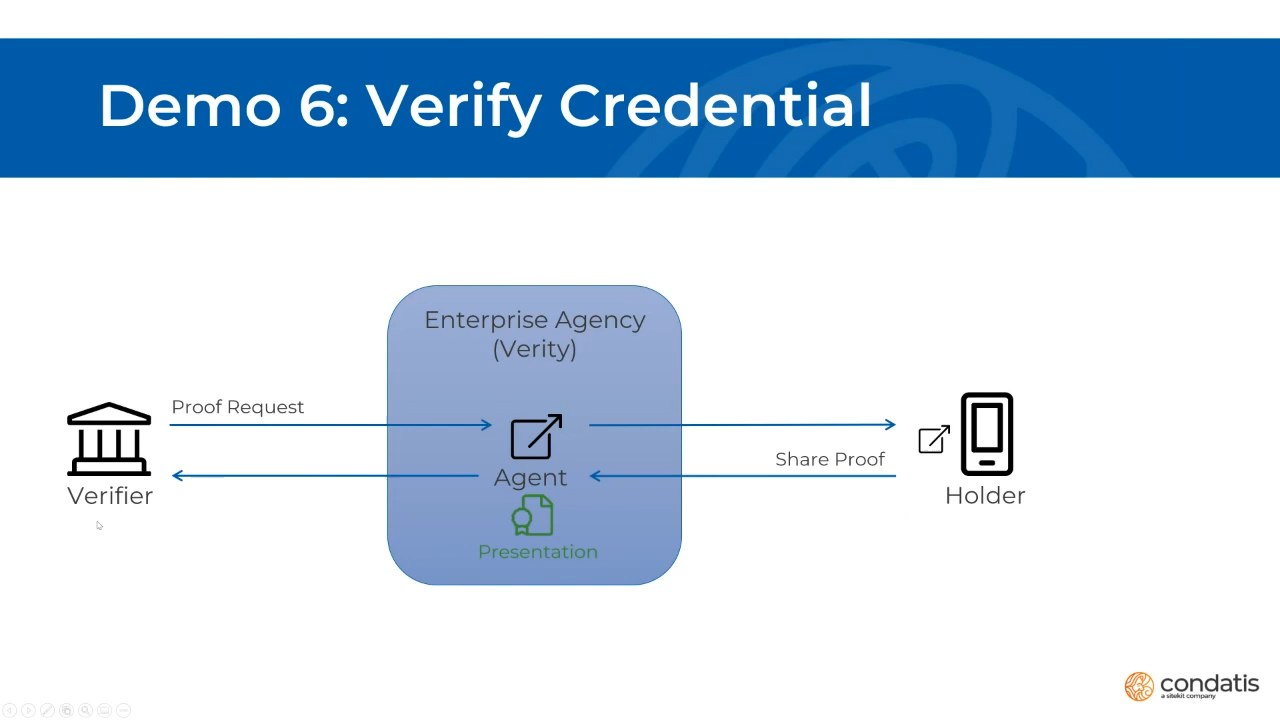 Demo 6: Verify Credential
Enterprise Agency
(Verity)
Proof Request
Agent
Share Proof
Verifier
Holder
Presentation
condatis
a sitekit company